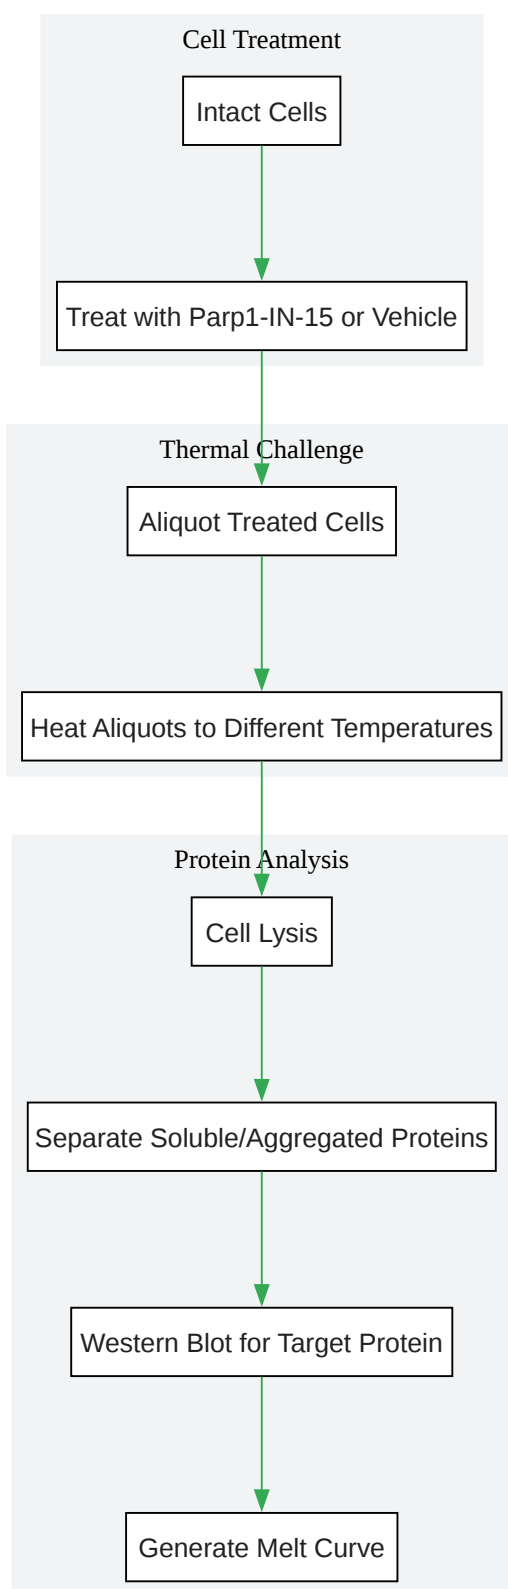 Cell Treatment
Intact Cells
Treat with Parp1-IN-15 or Vehicle
Thermal Challenge
Aliquot Treated Cells
Heat Aliquots to Different Temperatures
Protein Analysis
Cell Lysis
Separate Soluble/Aggregated Proteins
Western Blot for Target Protein
Generate Melt Curve